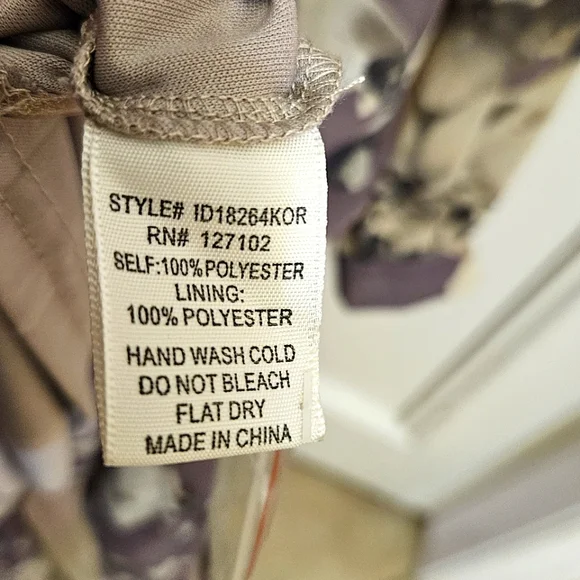 STYLE# 1D18264KOR
RN# 127102
SELF:100%POLYESTER
LINING:
100% POLYESTER
HAND WASH COLD
DO NOT BLEACH
FLAT DRY
MADE IN CHINA